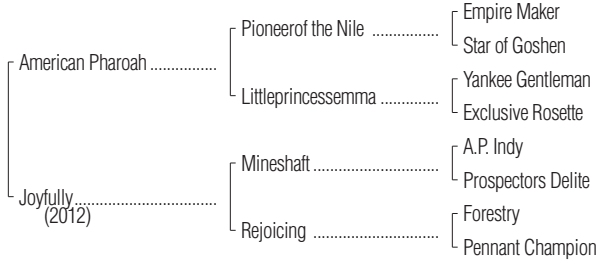 Empire Maker
Pioneerof the Nile ................
Star of Goshen
American Pharoah ................
Yankee Gentleman
Littleprincessemma ..............
Exclusive Rosette
A.P. Indy
Mineshaft ..............................
Prospectors Delite
Joyfully..................................
(2012)
Forestry
Rejoicing ..............................
Pennant Champion